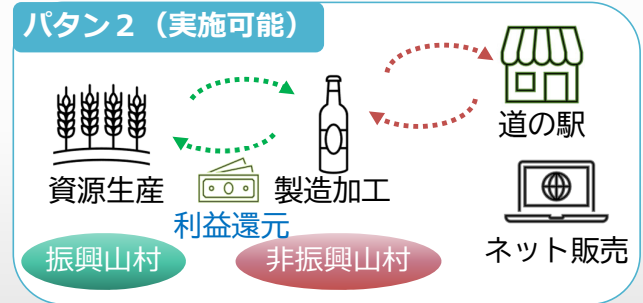 パタン２（実施可能）
道の駅
資源生産
製造加工
利益還元
ネット販売
振興山村
非振興山村